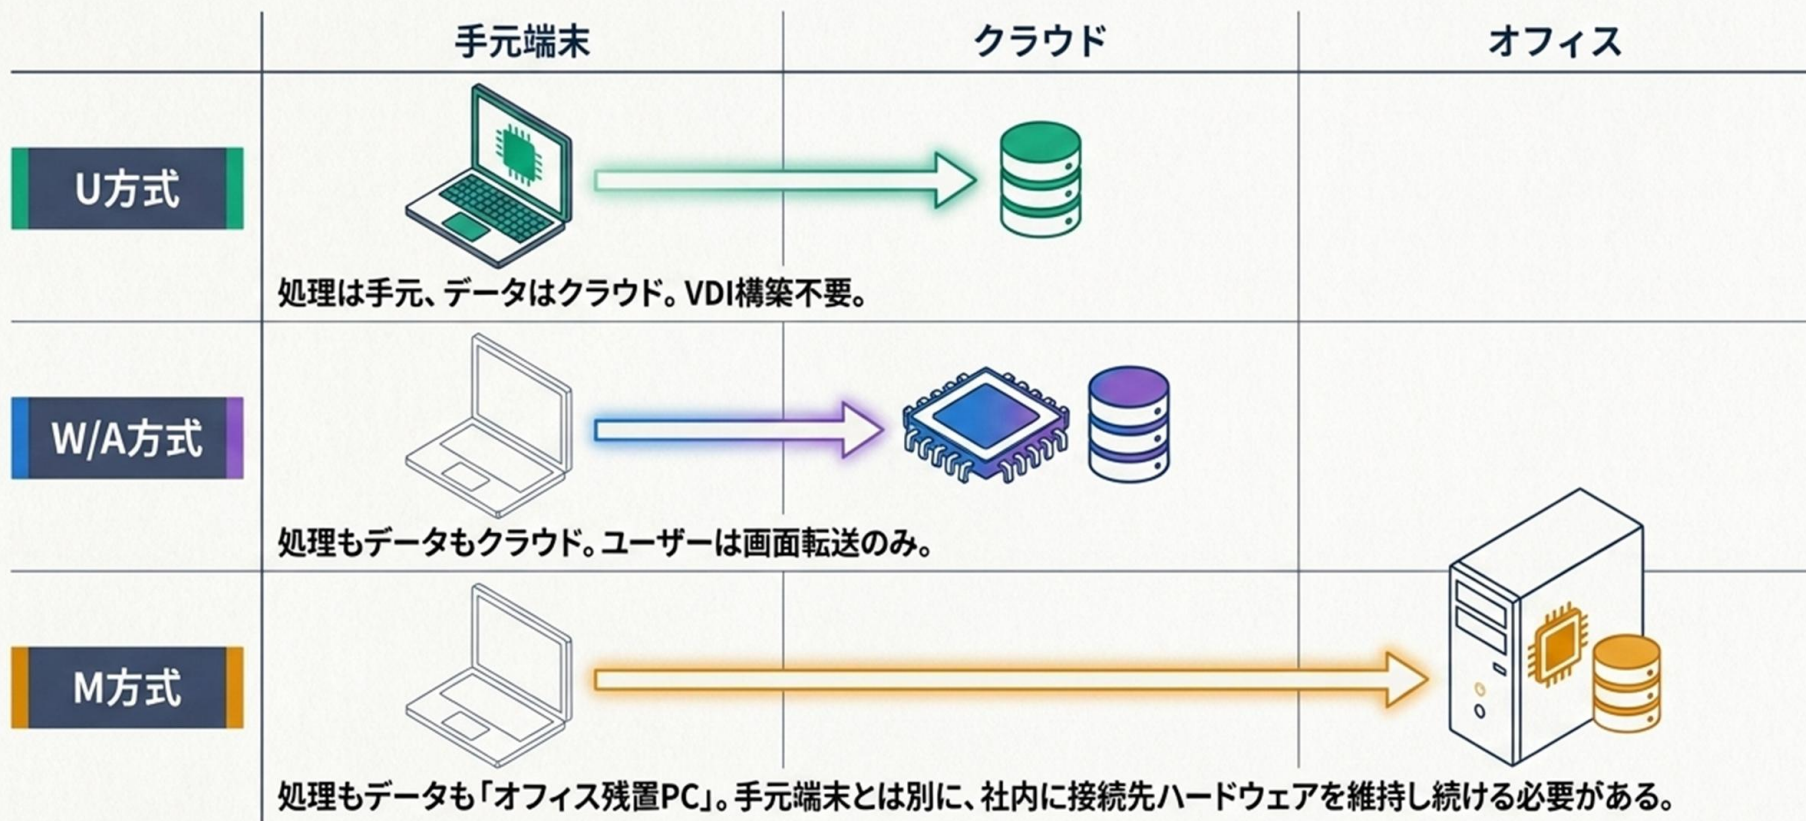 手元端末
クラウド
オフィス
U方式
処理は手元、データはクラウド。VDI構築不要。
W/A方式
処理もデータもクラウド。ユーザーは画面転送のみ。
M方式
処理もデータも「オフィス残置PC」。手元端末とは別に、社内に接続先ハードウェアを維持し続ける必要がある。